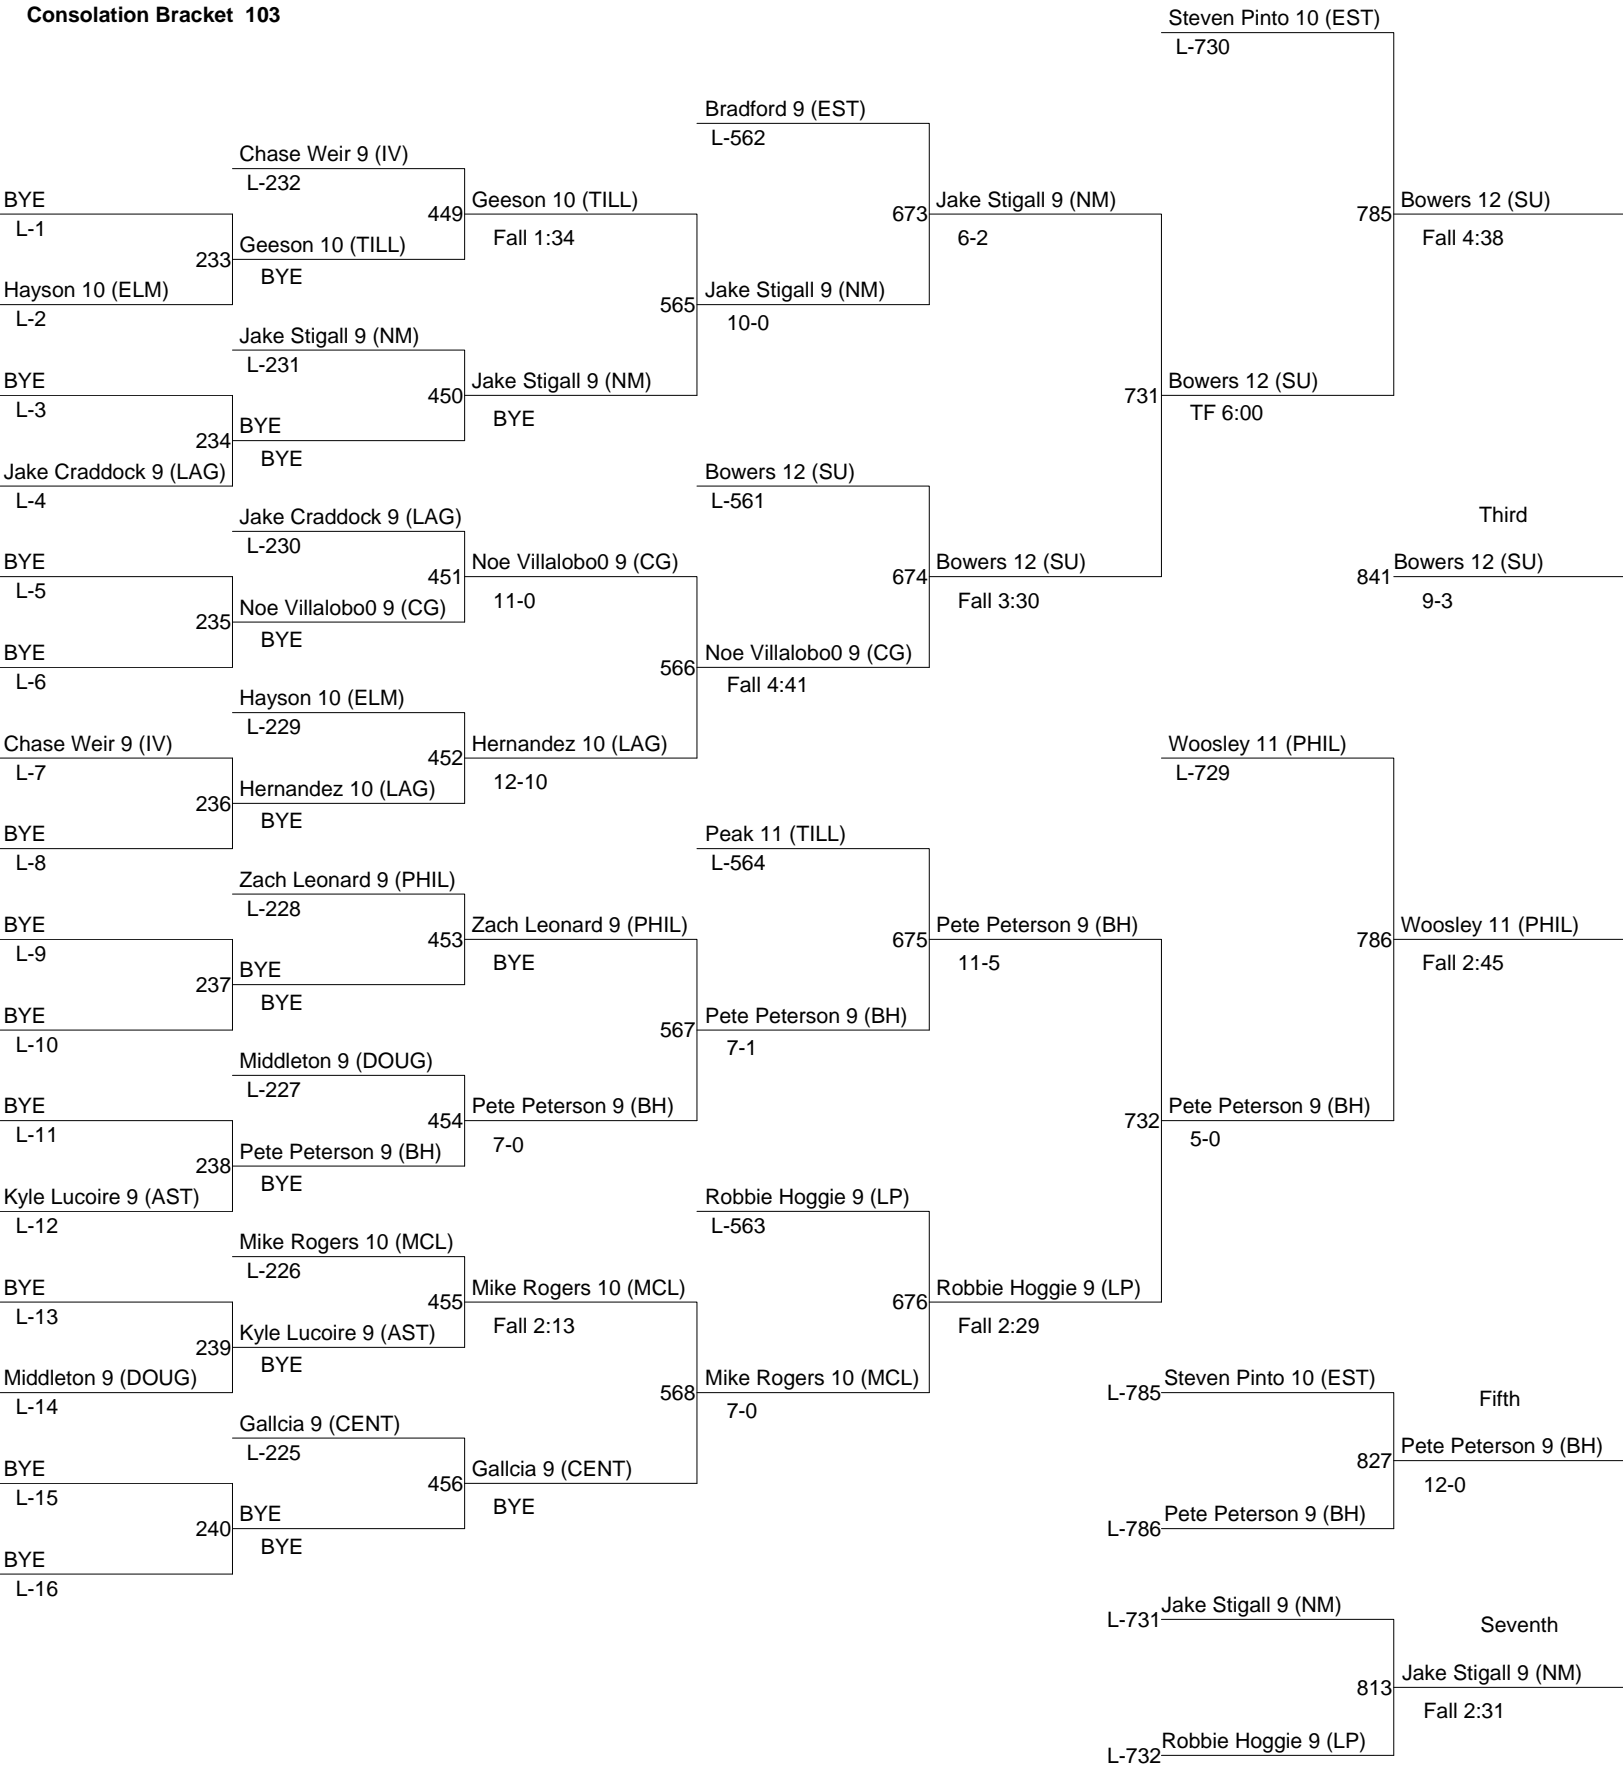 Consolation Bracket 103
BYE
L-1
Hayson 10 (ELM)
L-2
BYE
L-3
Jake Craddock 9 (LAG)
L-4
BYE
L-5
BYE
L-6
Chase Weir 9 (IV)
L-7
BYE
L-8
BYE
L-9
BYE
L-10
BYE
L-11
Kyle Lucoire 9 (AST)
L-12
BYE
L-13
Middleton 9 (DOUG)
L-14
BYE
L-15
BYE
L-16
Chase Weir 9 (IV)
L-232
233
Geeson 10 (TILL)
BYE
Jake Stigall 9 (NM)
L-231
234
BYE
BYE
Jake Craddock 9 (LAG)
L-230
235
Noe Villalobo0 9 (CG)
BYE
Hayson 10 (ELM)
L-229
236
Hernandez 10 (LAG)
BYE
Zach Leonard 9 (PHIL)
L-228
237
BYE
BYE
Middleton 9 (DOUG)
L-227
238
Pete Peterson 9 (BH)
BYE
Mike Rogers 10 (MCL)
L-226
239
Kyle Lucoire 9 (AST)
BYE
Gallcia 9 (CENT)
L-225
240
BYE
BYE
449
Geeson 10 (TILL)
Fall 1:34
450
Jake Stigall 9 (NM)
BYE
451
Noe Villalobo0 9 (CG)
11-0
452
Hernandez 10 (LAG)
12-10
453
Zach Leonard 9 (PHIL)
BYE
454
Pete Peterson 9 (BH)
7-0
455
Mike Rogers 10 (MCL)
Fall 2:13
456
Gallcia 9 (CENT)
BYE
Bradford 9 (EST)
L-562
565
Jake Stigall 9 (NM)
10-0
Bowers 12 (SU)
L-561
566
Noe Villalobo0 9 (CG)
Fall 4:41
Peak 11 (TILL)
L-564
567
Pete Peterson 9 (BH)
7-1
Robbie Hoggie 9 (LP)
L-563
568
Mike Rogers 10 (MCL)
7-0
673
Jake Stigall 9 (NM)
6-2
674
Bowers 12 (SU)
Fall 3:30
675
Pete Peterson 9 (BH)
11-5
676
Robbie Hoggie 9 (LP)
Fall 2:29
Steven Pinto 10 (EST)
L-730
731
Bowers 12 (SU)
TF 6:00
Woosley 11 (PHIL)
L-729
732
Pete Peterson 9 (BH)
5-0
785
Bowers 12 (SU)
Fall 4:38
Third
841
Bowers 12 (SU)
9-3
786
Woosley 11 (PHIL)
Fall 2:45
L-785
Steven Pinto 10 (EST)
L-786
Pete Peterson 9 (BH)
Fifth
827
Pete Peterson 9 (BH)
12-0
L-731
Jake Stigall 9 (NM)
L-732
Robbie Hoggie 9 (LP)
Seventh
813
Jake Stigall 9 (NM)
Fall 2:31